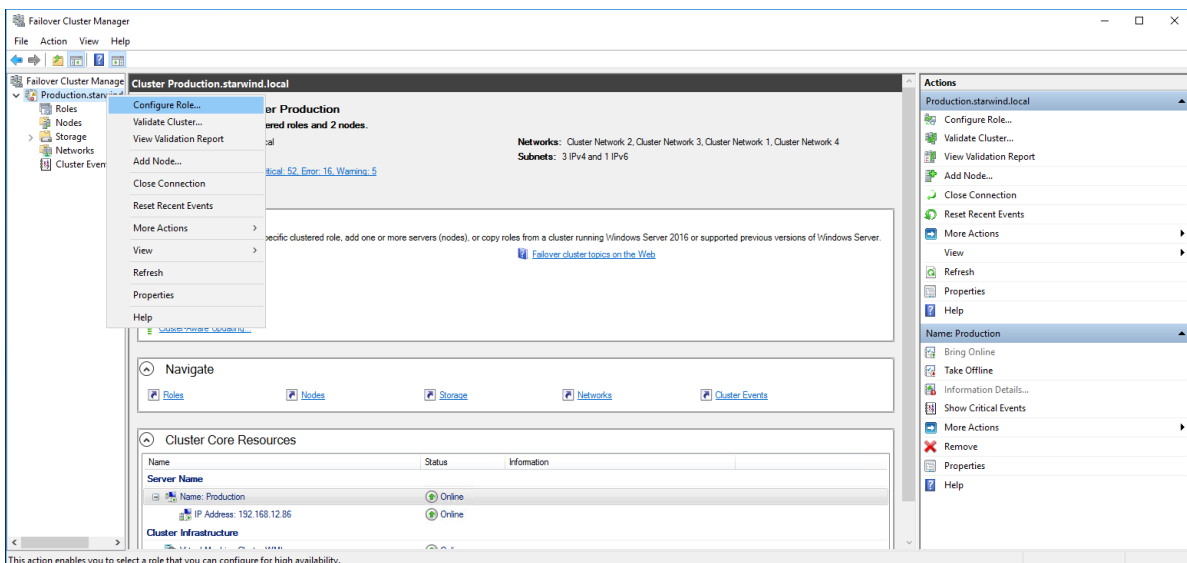 Failover Cluster Manager
File Action View Help
Failover Cluster Manage
Production.starwind
Roles
Nodes
Storage
Networks
Cluster Even
Configure Role...
Validate Cluster...
View Validation Report
Add Node...
Close Connection
Reset Recent Events
More Actions
View
Refresh
Properties
Help
Cluster Production.starwind.local
er Production
ered roles and 2 nodes.
cal
Networks: Cluster Network 2, Cluster Network 3, Cluster Network 1, Cluster Network 4
Subnets: 3 IPv4 and 1 IPv6
tical: 52, Error: 16, Warning: 5
pecific clustered role, add one or more servers (nodes), or copy roles from a cluster running Windows Server 2016 or supported previous versions of Windows Server.
Failover cluster topics on the Web
Cluster-Aware Updating...
Navigate
Roles Nodes Storage Networks Cluster Events
Cluster Core Resources
Name Status Information
Server Name
Name: Production Online
IP Address: 192.168.12.86 Online
Cluster Infrastructure
Actions
Production.starwind.local
Configure Role...
Validate Cluster...
View Validation Report
Add Node...
Close Connection
Reset Recent Events
More Actions
View
Refresh
Properties
Help
Name: Production
Bring Online
Take Offline
Information Details...
Show Critical Events
More Actions
Remove
Properties
Help
This action enables you to select a role that you can configure for high availability.